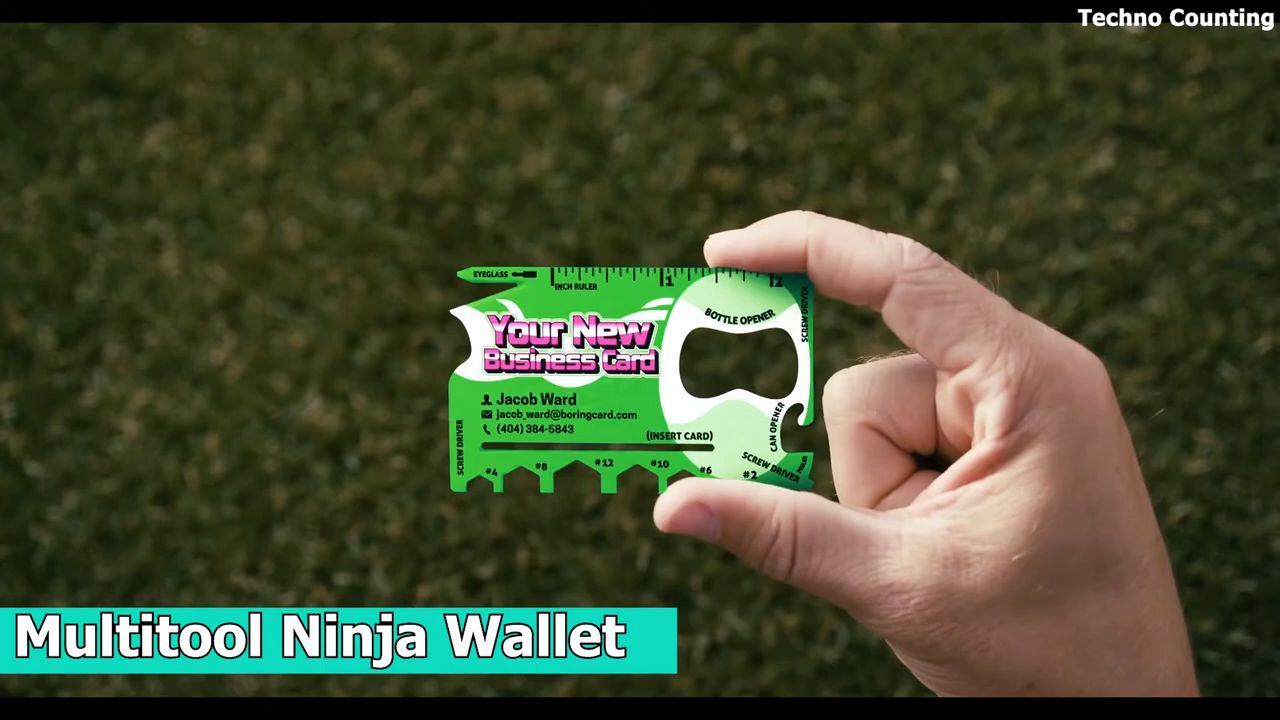 Techno Counting
EYEGLASS
INCH RULER
1
2
BOTTLE OPENER
SCREW DRIVER
Your New
Business Card
Jacob Ward
jacob_ward@boringcard.com
(404) 384-5843
(INSERT CARD)
CAN OPENER
SCREW DRIVER
SCREW DRIVER
#4
#8
#12
#10
#6
#2
Multitool Ninja Wallet